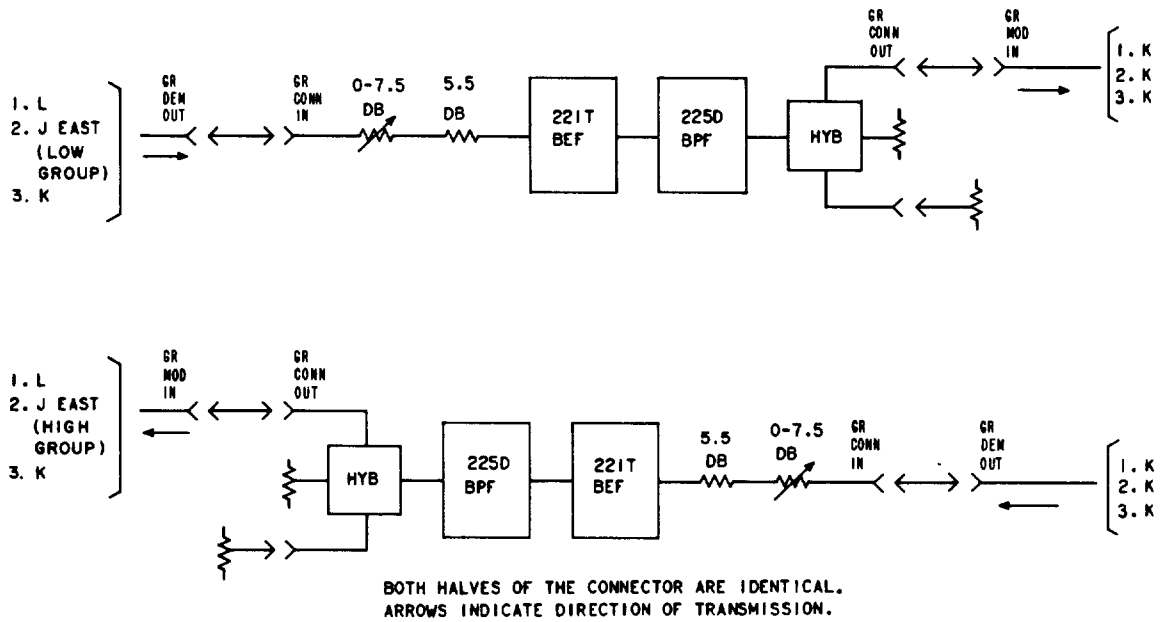 GR
CONN
OUT
GR
MOD
IN
1. K
2. K
3. K
GR
DEM
OUT
GR
CONN
IN
0-7.5
DB
5.5
DB
1. L
2. J EAST
(LOW
GROUP)
3. K
221T
BEF
225D
BPF
HYB
GR
MOD
IN
GR
CONN
OUT
1. L
2. J EAST
(HIGH
GROUP)
3. K
HYB
225D
BPF
221T
BEF
5.5
DB
0-7.5
DB
GR
CONN
IN
GR
DEM
OUT
1. K
2. K
3. K
BOTH HALVES OF THE CONNECTOR ARE IDENTICAL.
ARROWS INDICATE DIRECTION OF TRANSMISSION.